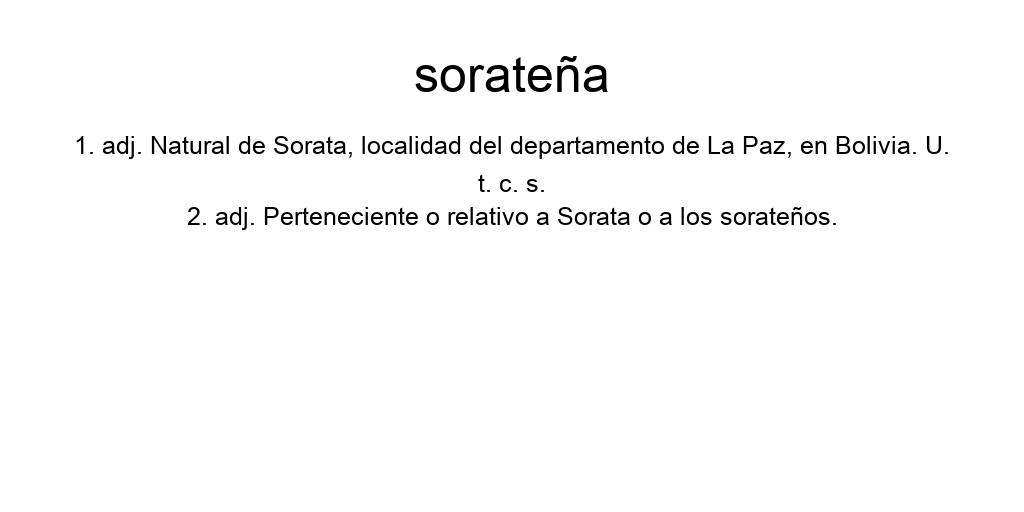 sorateña
1. adj. Natural de Sorata, localidad del departamento de La Paz, en Bolivia. U.
t. c. s.
2. adj. Perteneciente o relativo a Sorata o a los sorateños.